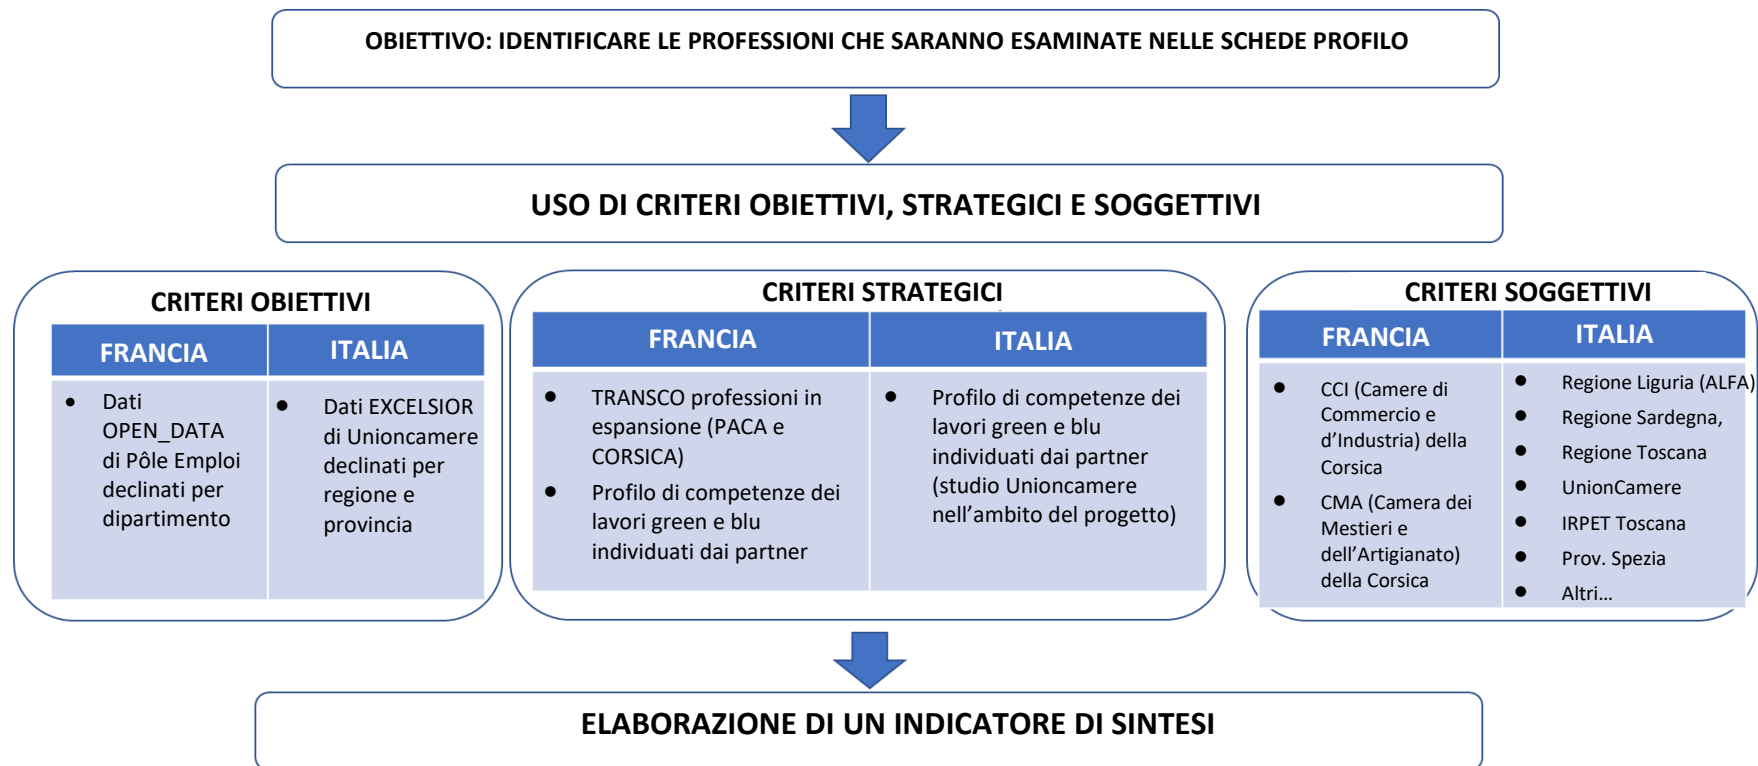 OBIETTIVO: IDENTIFICARE LE PROFESSIONI CHE SARANNO ESAMINATE NELLE SCHEDE PROFILO
USO DI CRITERI OBIETTIVI, STRATEGICI E SOGGETTIVI
CRITERI OBIETTIVI
FRANCIA
ITALIA
• Dati
OPEN_DATA
di Pôle Emploi
declinati per
dipartimento
• Dati EXCELSIOR
di Unioncamere
declinati per
regione e
provincia
CRITERI STRATEGICI
FRANCIA
ITALIA
• TRANSCO professioni in
espansione (PACA e
CORSICA)
• Profilo di competenze dei
lavori green e blu
individuati dai partner
• Profilo di competenze dei
lavori green e blu
individuati dai partner
(studio Unioncamere
nell'ambito del progetto)
CRITERI SOGGETTIVI
FRANCIA
ITALIA
• CCI (Camere di
Commercio e
d'Industria) della
Corsica
• CMA (Camera dei
Mestieri e
dell'Artigianato)
della Corsica
• Regione Liguria (ALFA)
• Regione Sardegna,
• Regione Toscana
• UnionCamere
• IRPET Toscana
• Prov. Spezia
• Altri…
ELABORAZIONE DI UN INDICATORE DI SINTESI